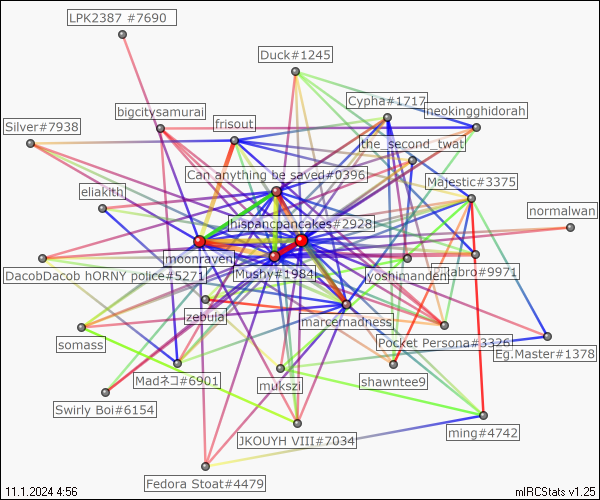 LPK2387 #7690
Duck#1245
Cypha#1717
neokingghidorah
bigcitysamurai
frisout
Silver#7938
the_second_twat
Can anything be saved#0396
Majestic#3375
eliakith
hispancpancakes#2928
normalwan
moonraven
DacobDacob hORNY police#5271
Mushy#1984
yoshimandem
#9971
zebula
marcemadness
somass
Pocket Persona#3326
Eg.Master#1378
Madネコ#6901
mukszi
shawntee9
Swirly Boi#6154
JKOUYH VIII#7034
ming#4742
Fedora Stoat#4479
11.1.2024 4:56
mIRCStats v1.25